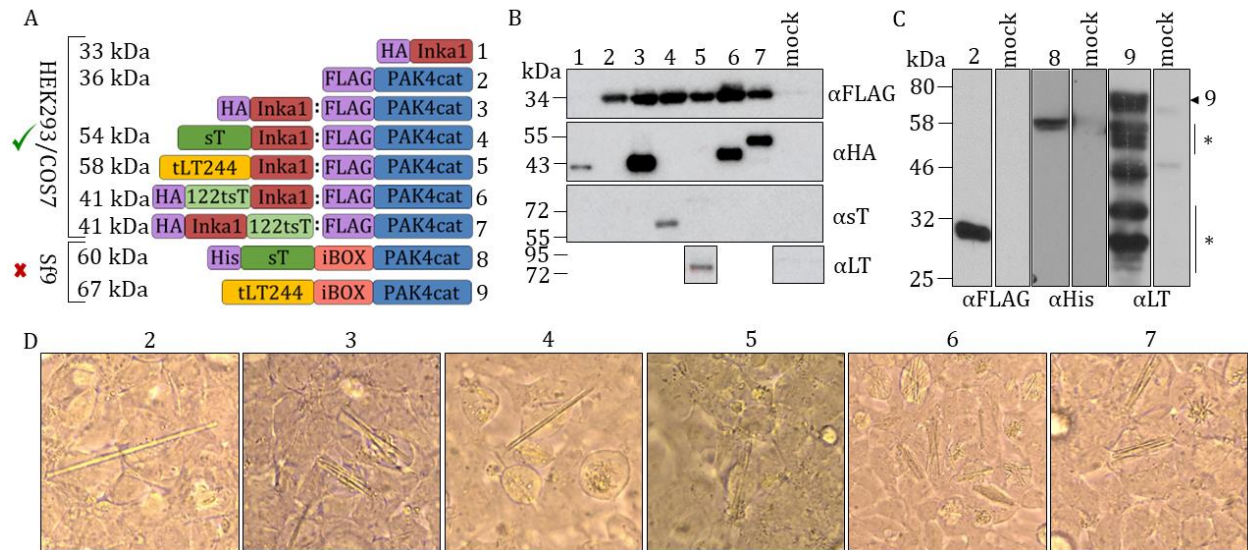 A
HEK293/COS7
33 kDa HA Inka1 1
36 kDa FLAG PAK4cat 2
HA Inka1 : FLAG PAK4cat 3
54 kDa sT Inka1 : FLAG PAK4cat 4
58 kDa tLT244 Inka1 : FLAG PAK4cat 5
41 kDa HA 122tsT Inka1 : FLAG PAK4cat 6
41 kDa HA Inka1 122tsT : FLAG PAK4cat 7
Sf9
60 kDa His sT iBOX PAK4cat 8
67 kDa tLT244 iBOX PAK4cat 9
B
kDa 1 2 3 4 5 6 7 mock
34 αFLAG
55
43 αHA
72
55 αsT
95
72 αLT
C
kDa 2 mock 8 mock 9 mock
80
58
46
32
25
9
*
*
αFLAG αHis αLT
D 2 3 4 5 6 7